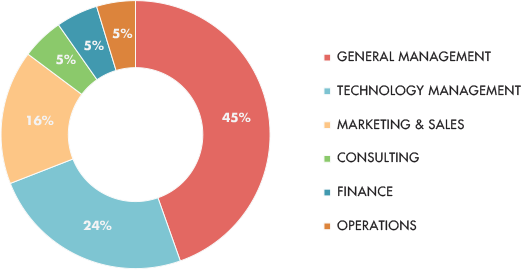 5%
5%
5%
16%
45%
24%
GENERAL MANAGEMENT
TECHNOLOGY MANAGEMENT
MARKETING & SALES
CONSULTING
FINANCE
OPERATIONS